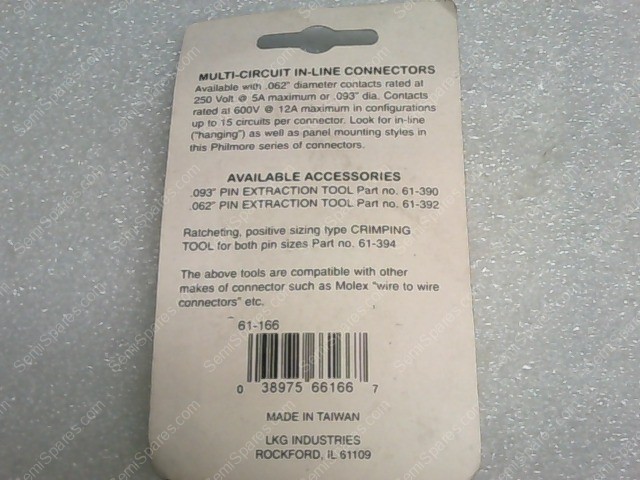 MULTI-CIRCUIT IN-LINE CONNECTORS
Available with .062" diameter contacts rated at
250 Volt @ 5A maximum or .093" dia. Contacts
rated at 600V @ 12A maximum in configurations
up to 15 circuits per connector. Look for in-line
("hanging") as well as panel mounting styles in
this Philmore series of connectors.
AVAILABLE ACCESSORIES
.093" PIN EXTRACTION TOOL Part no. 61-390
.062" PIN EXTRACTION TOOL Part no. 61-392
Ratcheting, positive sizing type CRIMPING
TOOL for both pin sizes Part no. 61-394
The above tools are compatible with other
makes of connector such as Molex "wire to wire
connectors" etc.
61-166
0 38975 66166 7
MADE IN TAIWAN
LKG INDUSTRIES
ROCKFORD, IL 61109
SemiSpares.com